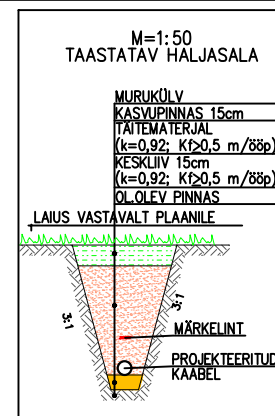 M=1:50
TAASTATAV HALJASALA
MURUKÜLV
KASVUPINNAS 15cm
TÄITEMATERJAL
(k=0,92; Kf≥0,5 m/ööp)
KESKLIIV 15cm
(k=0,92; Kf≥0,5 m/ööp)
OL.OLEV PINNAS
LAIUS VASTAVALT PLAANILE
3:1
3:1
MÄRKELINT
PROJEKTEERITUD
KAABEL